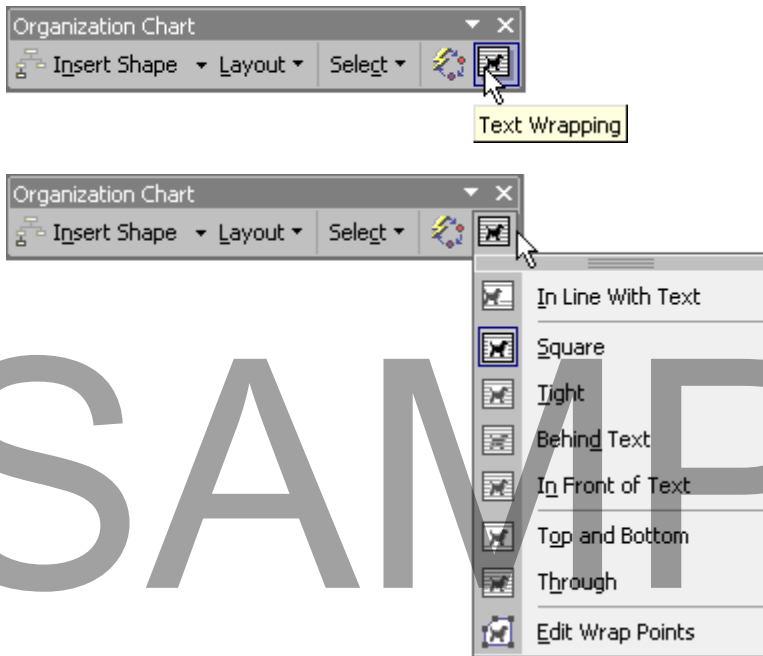 Organization Chart
Insert Shape Layout Select
Text Wrapping
Organization Chart
Insert Shape Layout Select
In Line With Text
Square
Tight
Behind Text
In Front of Text
Top and Bottom
Through
Edit Wrap Points
SAMP